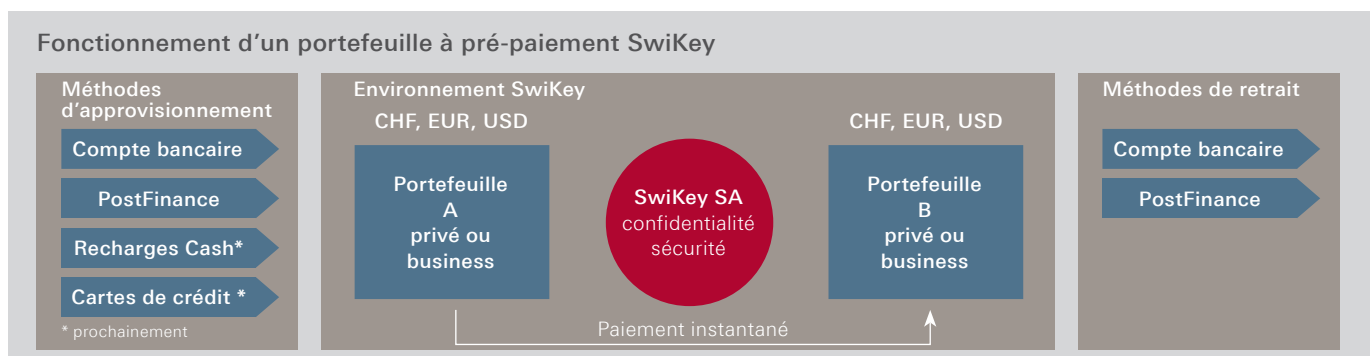 Fonctionnement d'un portefeuille à pré-paiement SwiKey
Méthodes
d'approvisionnement
Compte bancaire
PostFinance
Recharges Cash*
Cartes de crédit *
* prochainement
Environnement SwiKey
CHF, EUR, USD
Portefeuille
A
privé ou
business
SwiKey SA
confidentialité
sécurité
CHF, EUR, USD
Portefeuille
B
privé ou
business
Paiement instantané
Méthodes de retrait
Compte bancaire
PostFinance